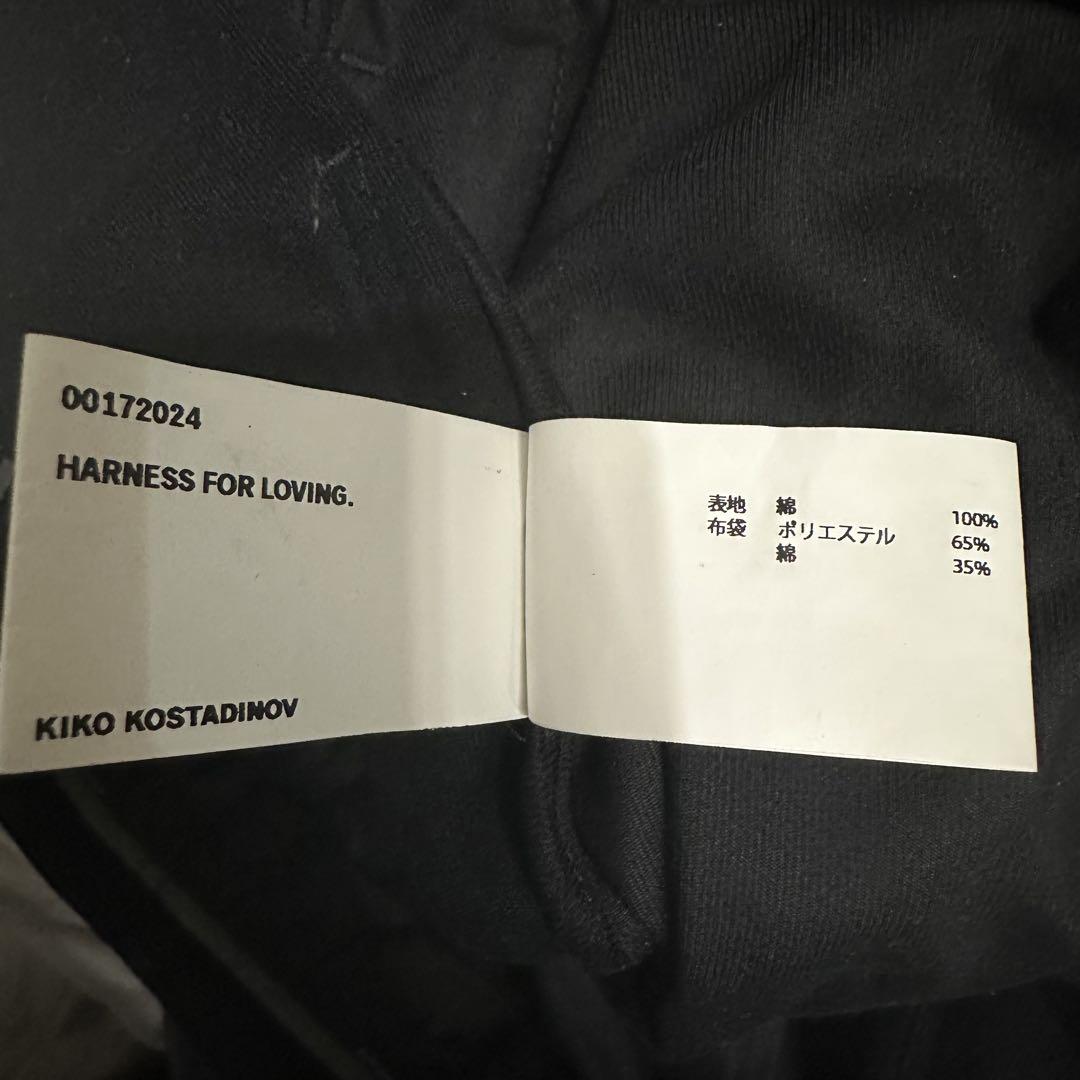 00172024
HARNESS FOR LOVING.
KIKO KOSTADINOV
表地 綿 100%
布袋 ポリエステル 65%
綿 35%